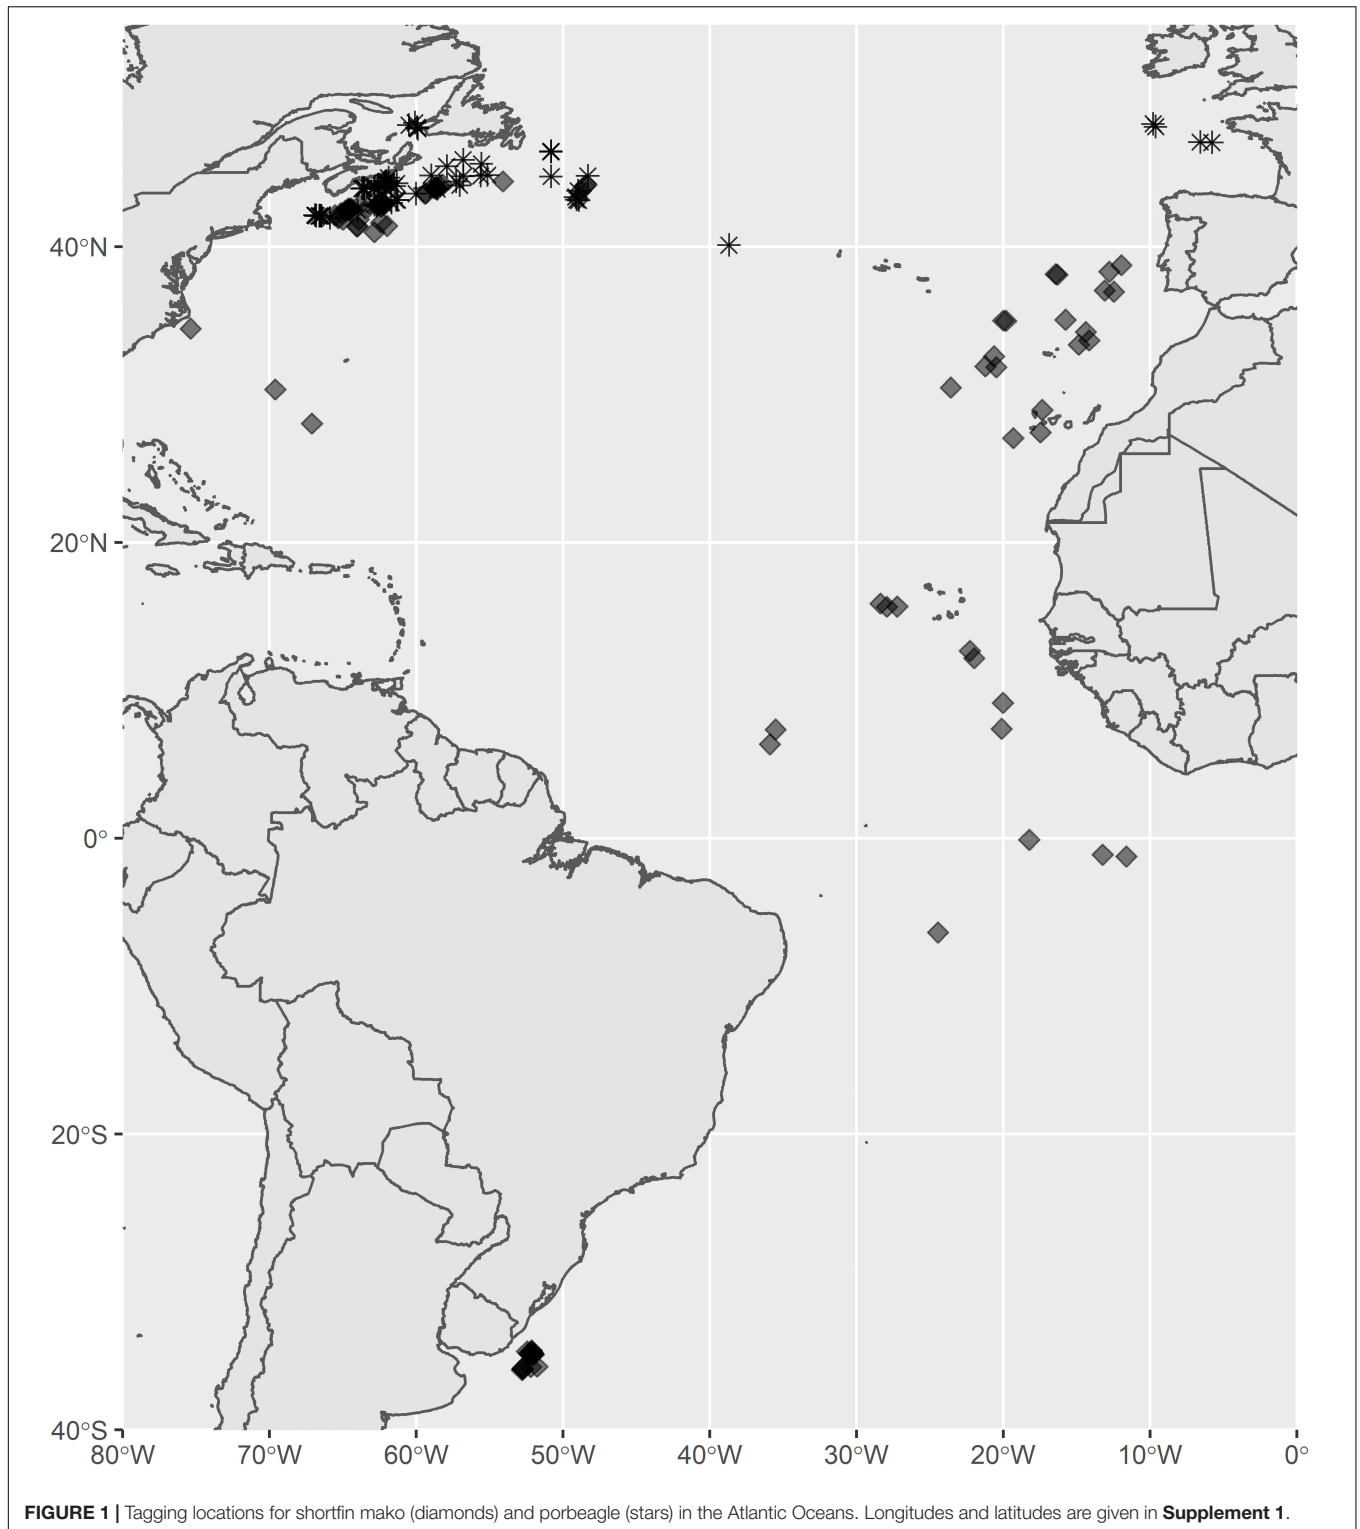 40°N
20°N
0°
20°S
40°S
80°W 70°W 60°W 50°W 40°W 30°W 20°W 10°W 0°
FIGURE 1 | Tagging locations for shortfin mako (diamonds) and porbeagle (stars) in the Atlantic Oceans. Longitudes and latitudes are given in Supplement 1.